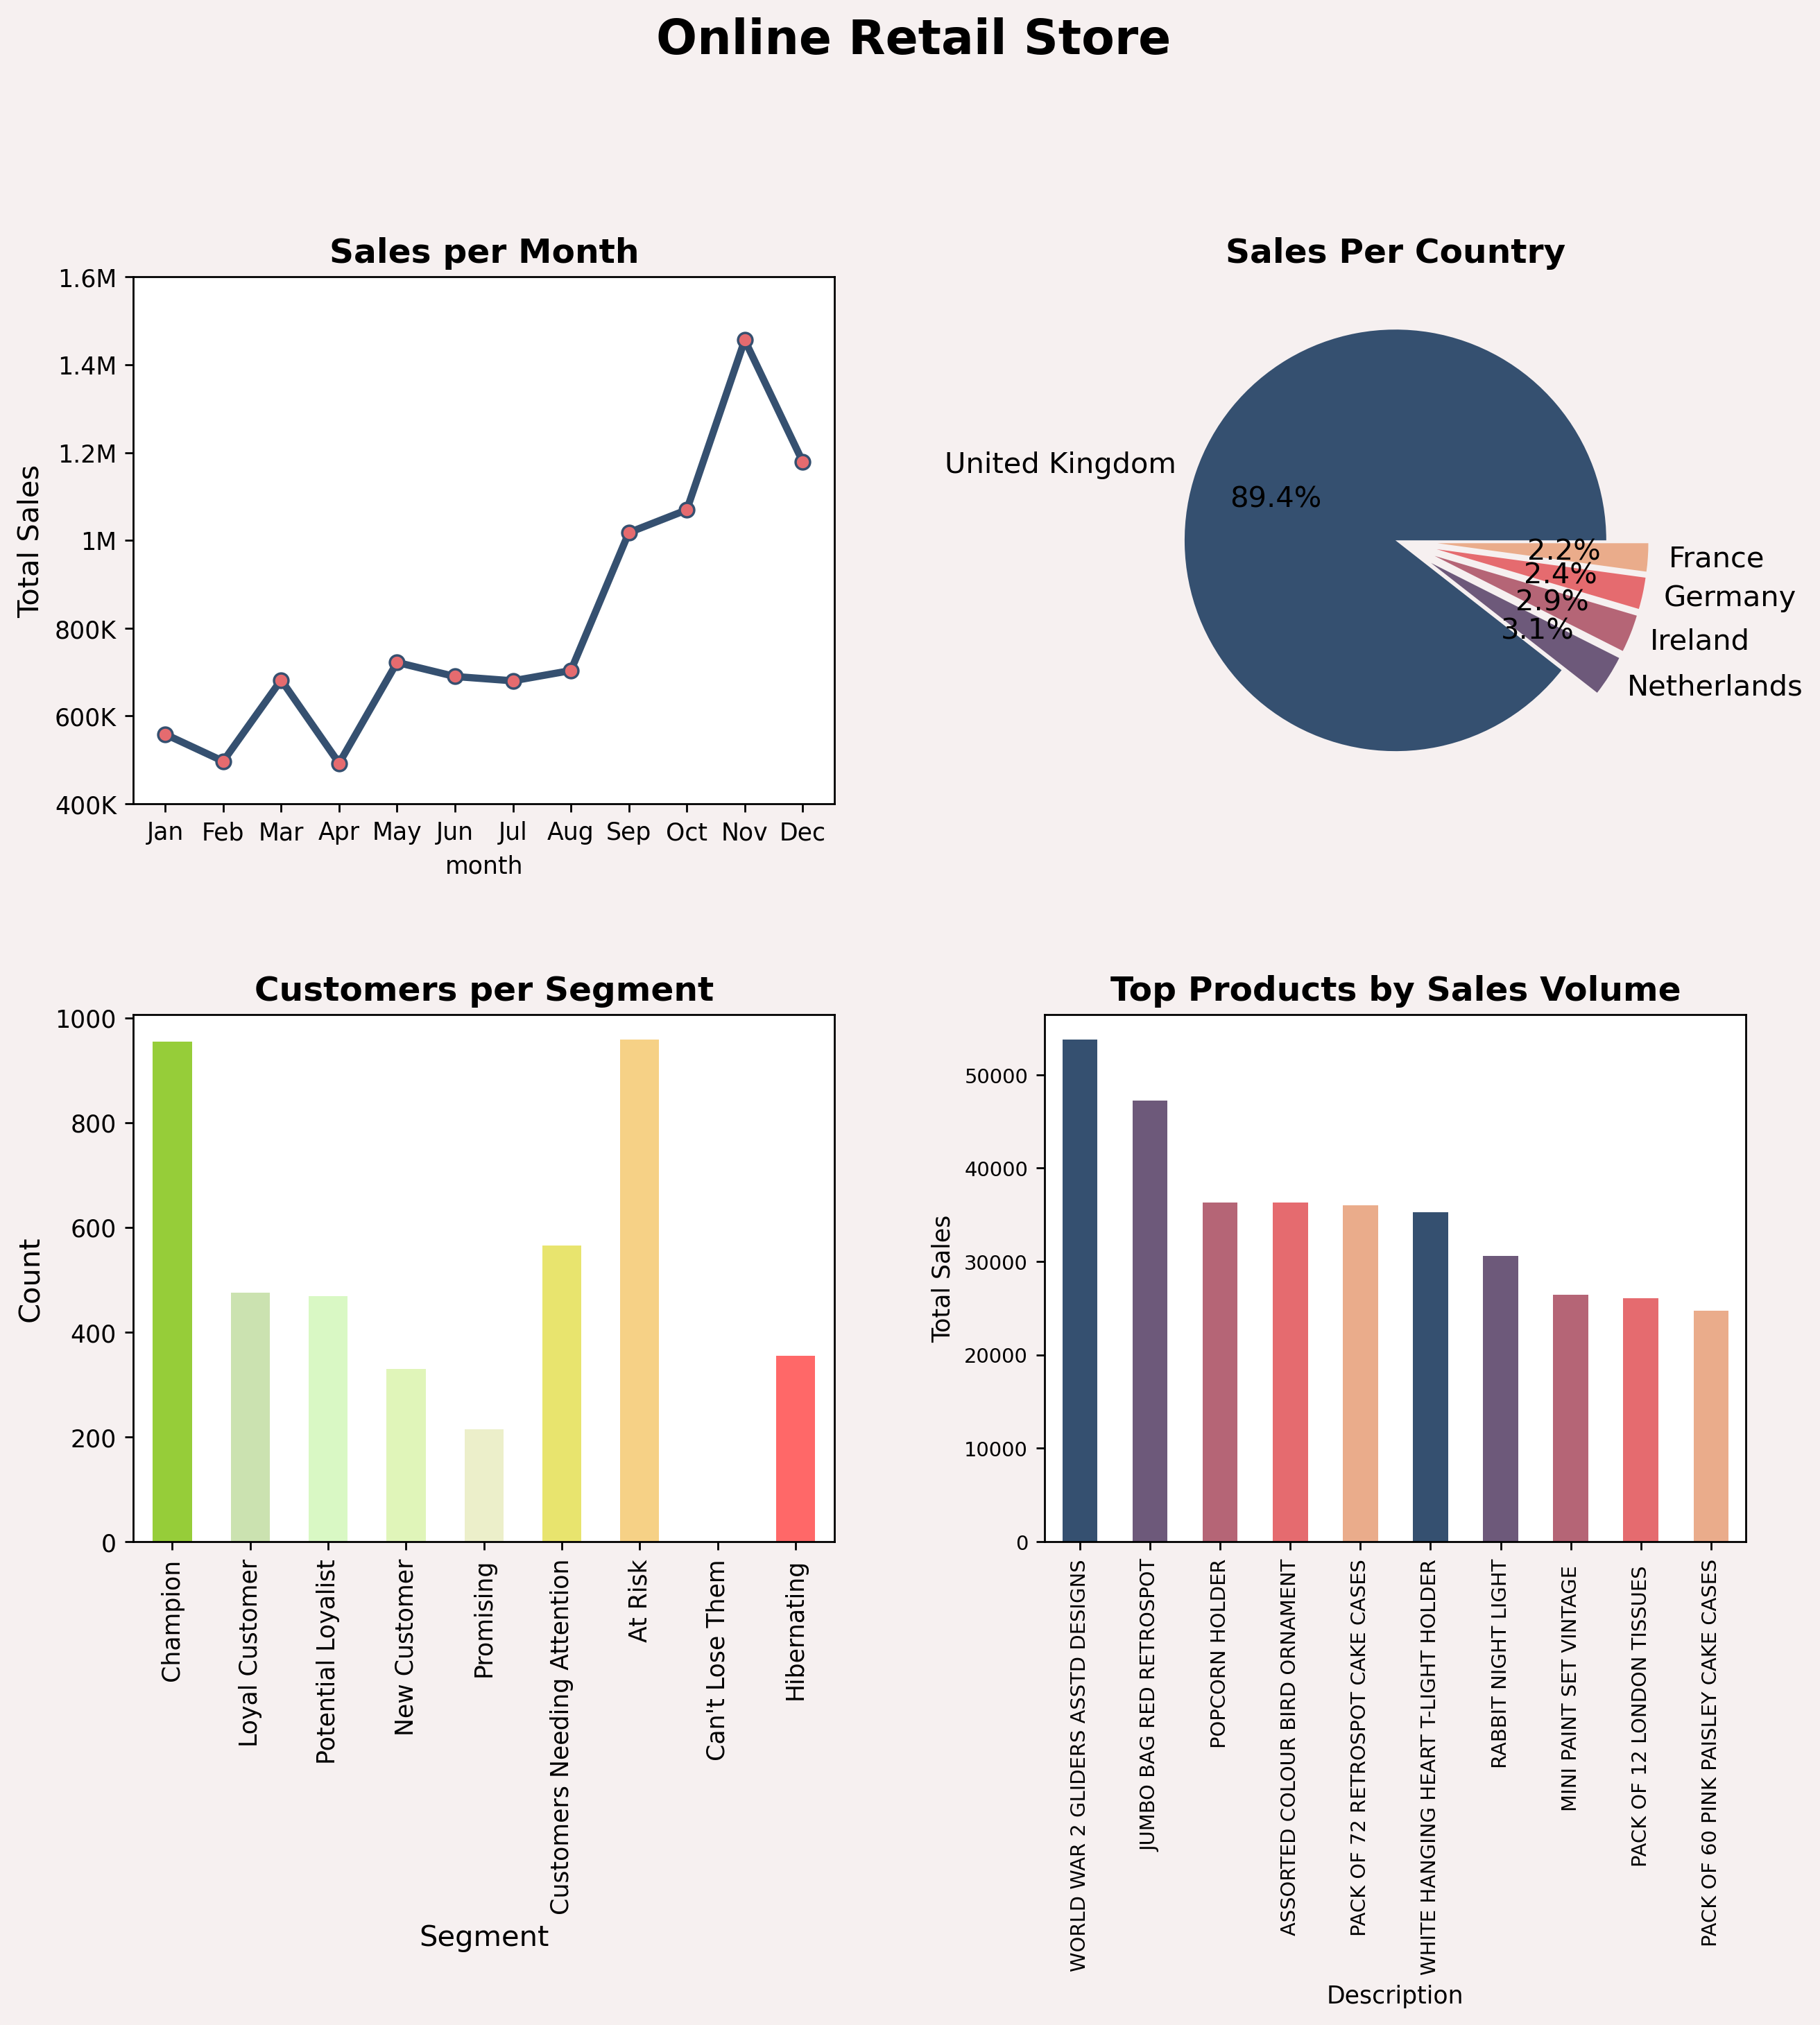 Online Retail Store
Sales per Month
1.6M
1.4M
1.2M
1M
800K
600K
400K
Total Sales
Jan Feb Mar Apr May Jun Jul Aug Sep Oct Nov Dec
month
Sales Per Country
United Kingdom
89.4%
2.2%
France
2.4%
Germany
2.9%
Ireland
3.1%
Netherlands
Customers per Segment
1000
800
600
400
200
0
Count
Champion
Loyal Customer
Potential Loyalist
New Customer
Promising
Customers Needing Attention
At Risk
Can't Lose Them
Hibernating
Segment
Top Products by Sales Volume
50000
40000
30000
20000
10000
0
Total Sales
WORLD WAR 2 GLIDERS ASSTD DESIGNS
JUMBO BAG RED RETROSPOT
POPCORN HOLDER
ASSORTED COLOUR BIRD ORNAMENT
PACK OF 72 RETROSPOT CAKE CASES
WHITE HANGING HEART T-LIGHT HOLDER
RABBIT NIGHT LIGHT
MINI PAINT SET VINTAGE
PACK OF 12 LONDON TISSUES
PACK OF 60 PINK PAISLEY CAKE CASES
Description